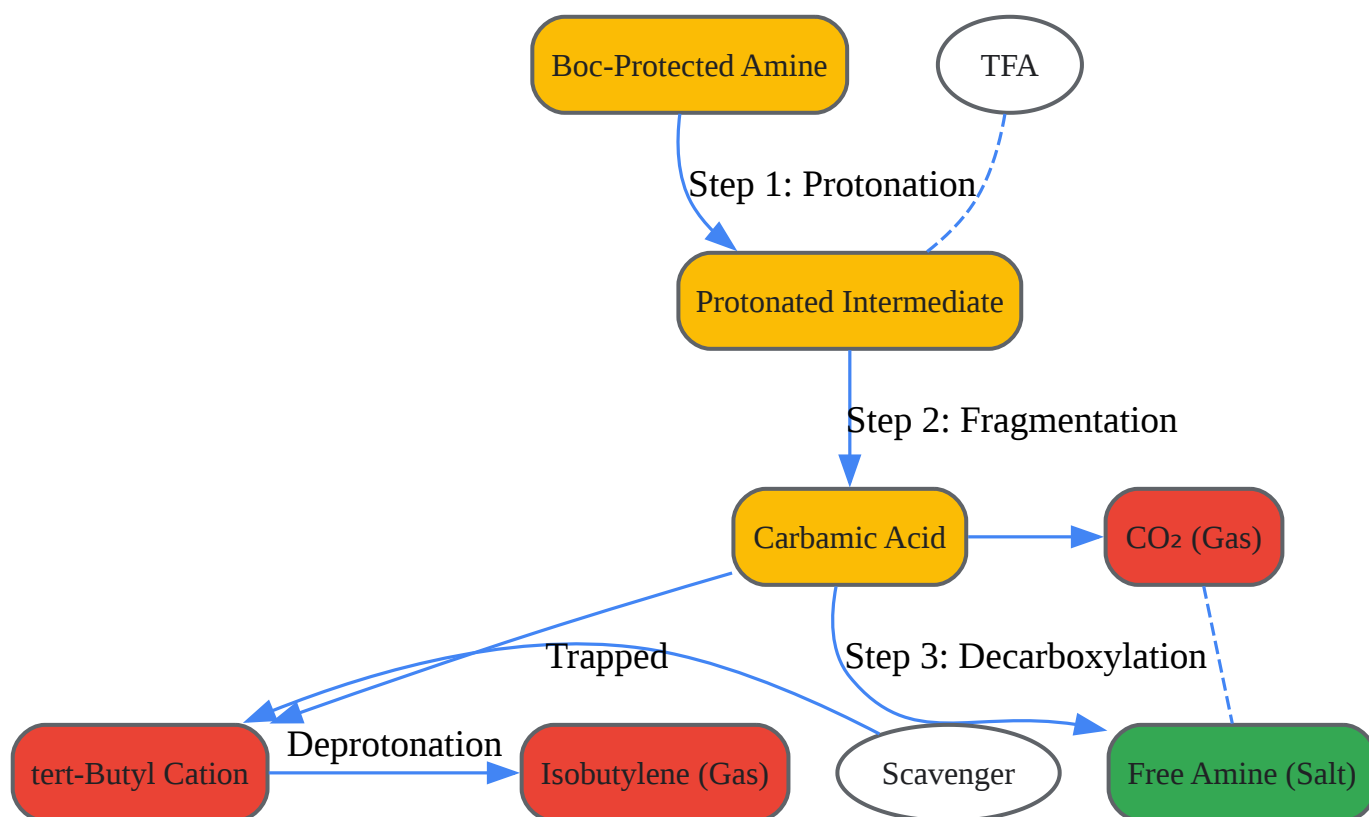 Boc-Protected Amine
TFA
Step 1: Protonation
Protonated Intermediate
Step 2: Fragmentation
Carbamic Acid
CO₂ (Gas)
Trapped
Step 3: Decarboxylation
Deprotonation
tert-Butyl Cation
Isobutylene (Gas)
Scavenger
Free Amine (Salt)